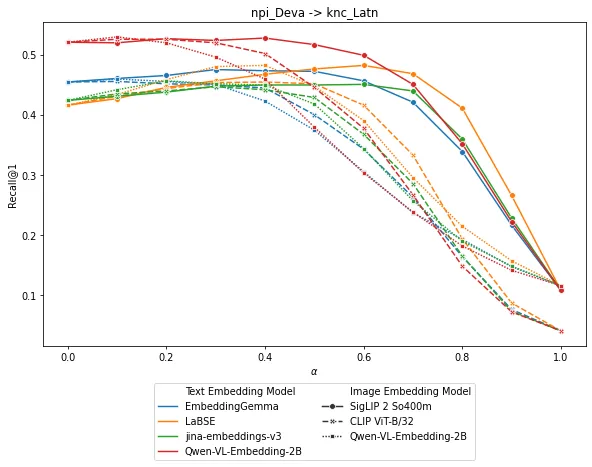 npi_Deva -> knc_Latn
Recall@1
0.5
0.4
0.3
0.2
0.1
0.0 0.2 0.4 0.6 0.8 1.0
α
Text Embedding Model
EmbeddingGemma
LaBSE
jina-embeddings-v3
Qwen-VL-Embedding-2B
Image Embedding Model
SigLIP 2 So400m
CLIP ViT-B/32
Qwen-VL-Embedding-2B